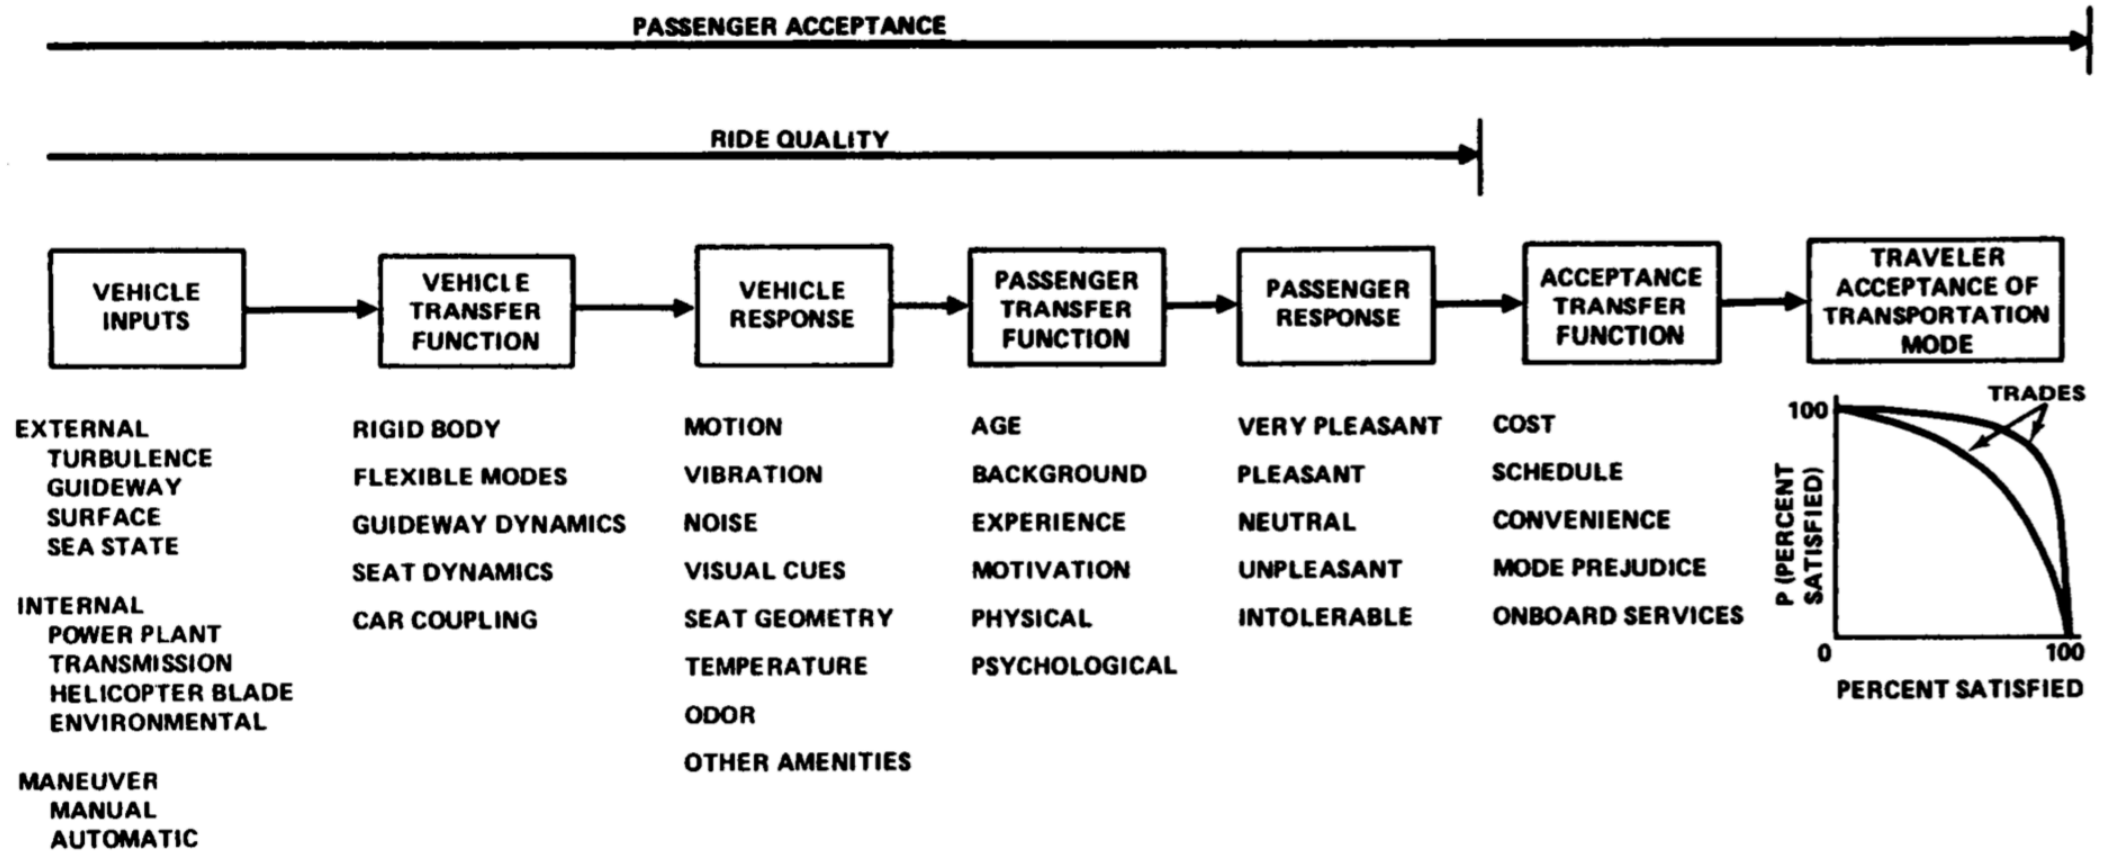 PASSENGER ACCEPTANCE
RIDE QUALITY
VEHICLE
INPUTS
VEHICLE
TRANSFER
FUNCTION
VEHICLE
RESPONSE
PASSENGER
TRANSFER
FUNCTION
PASSENGER
RESPONSE
ACCEPTANCE
TRANSFER
FUNCTION
TRAVELER
ACCEPTANCE OF
TRANSPORTATION
MODE
EXTERNAL
TURBULENCE
GUIDEWAY
SURFACE
SEA STATE
INTERNAL
POWER PLANT
TRANSMISSION
HELICOPTER BLADE
ENVIRONMENTAL
MANEUVER
MANUAL
AUTOMATIC
RIGID BODY
FLEXIBLE MODES
GUIDEWAY DYNAMICS
SEAT DYNAMICS
CAR COUPLING
MOTION
VIBRATION
NOISE
VISUAL CUES
SEAT GEOMETRY
TEMPERATURE
ODOR
OTHER AMENITIES
AGE
BACKGROUND
EXPERIENCE
MOTIVATION
PHYSICAL
PSYCHOLOGICAL
VERY PLEASANT
PLEASANT
NEUTRAL
UNPLEASANT
INTOLERABLE
COST
SCHEDULE
CONVENIENCE
MODE PREJUDICE
ONBOARD SERVICES
TRADES
100
P (PERCENT
SATISFIED)
0
100
PERCENT SATISFIED